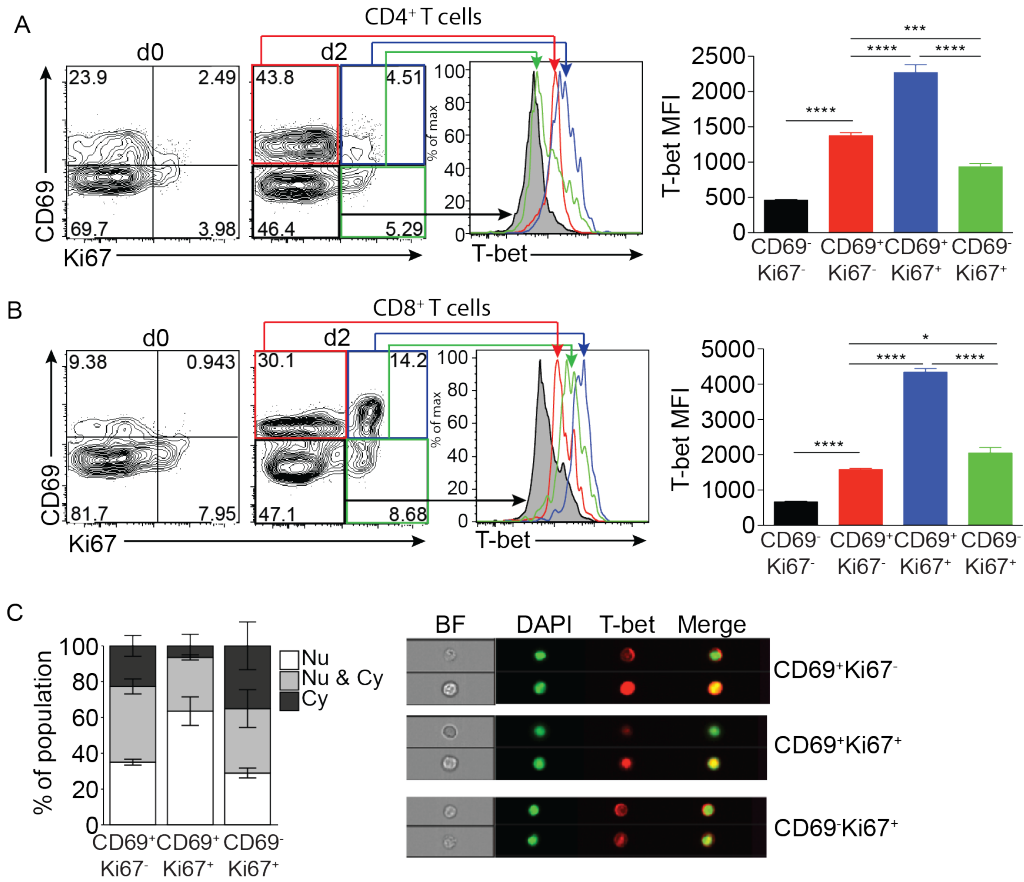 A
CD4+ T cells
d0
d2
23.9
2.49
69.7
3.98
43.8
4.51
46.4
5.29
CD69
Ki67
% of max
100
80
60
40
20
0
T-bet
T-bet MFI
2500
2000
1500
1000
500
0
***
**** ****
****
CD69- CD69+ CD69+ CD69-
Ki67- Ki67- Ki67+ Ki67+
B
CD8+ T cells
d0
d2
9.38
0.943
81.7
7.95
30.1
14.2
47.1
8.68
CD69
Ki67
% of max
100
80
60
40
20
0
T-bet
T-bet MFI
5000
4000
3000
2000
1000
0
*
**** ****
****
CD69- CD69+ CD69+ CD69-
Ki67- Ki67- Ki67+ Ki67+
C
% of population
100
80
60
40
20
0
Nu
Nu & Cy
Cy
CD69+ CD69+ CD69-
Ki67- Ki67+ Ki67+
BF DAPI T-bet Merge
CD69+Ki67-
CD69+Ki67+
CD69-Ki67+